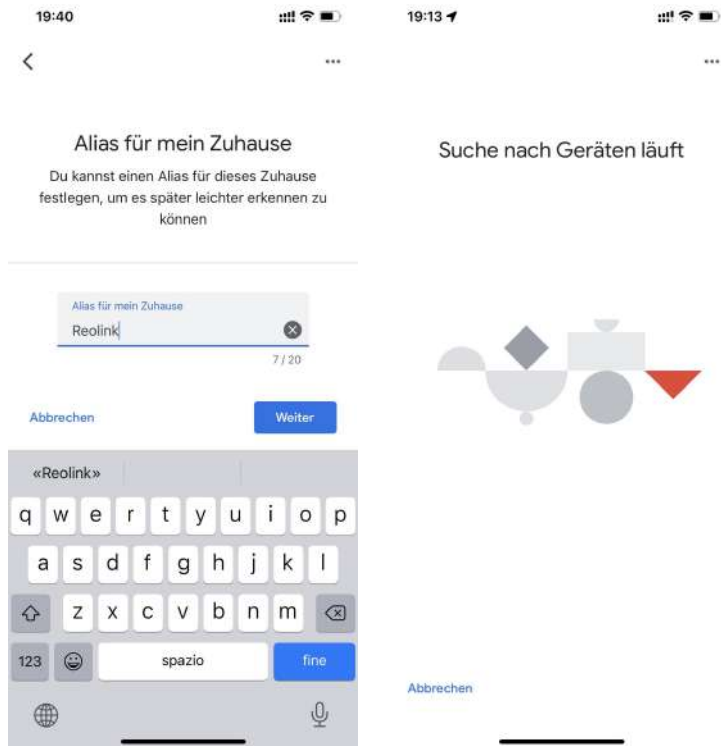 19:40
Alias für mein Zuhause
Du kannst einen Alias für dieses Zuhause
festlegen, um es später leichter erkennen zu
können
Alias für mein Zuhause
Reolink
7 / 20
Abbrechen
Weiter
«Reolink»
q w e r t y u i o p
a s d f g h j k l
z x c v b n m
123
spazio
fine
19:13
Suche nach Geräten läuft
Abbrechen